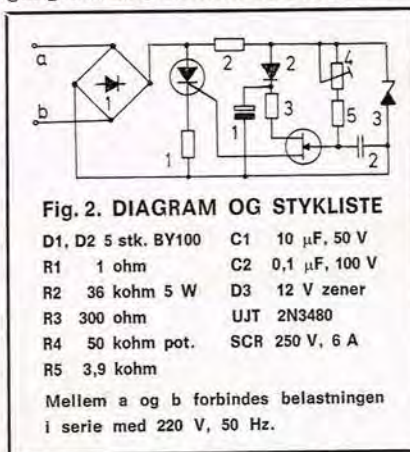 a
b
1
2
2
4
3
5
3
1
1
2
Fig. 2. DIAGRAM OG STYKLISTE
D1, D2 5 stk. BY100 C1 10 µF, 50 V
R1 1 ohm C2 0,1 µF, 100 V
R2 36 kohm 5 W D3 12 V zener
R3 300 ohm UJT 2N3480
R4 50 kohm pot. SCR 250 V, 6 A
R5 3,9 kohm
Mellem a og b forbindes belastningen
i serie med 220 V, 50 Hz.